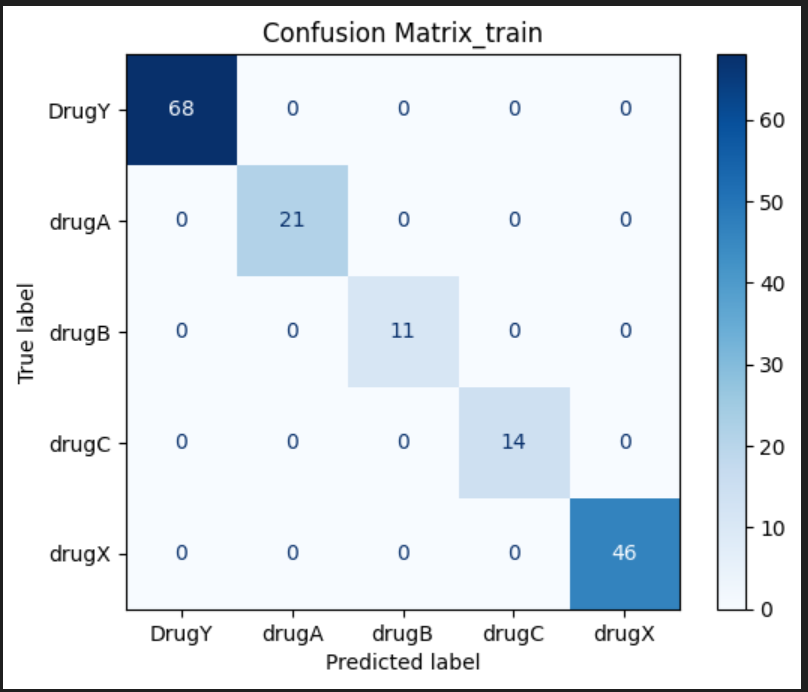 Confusion Matrix_train
True label
DrugY 68 0 0 0 0
drugA 0 21 0 0 0
drugB 0 0 11 0 0
drugC 0 0 0 14 0
drugX 0 0 0 0 46
DrugY drugA drugB drugC drugX
Predicted label
60
50
40
30
20
10
0